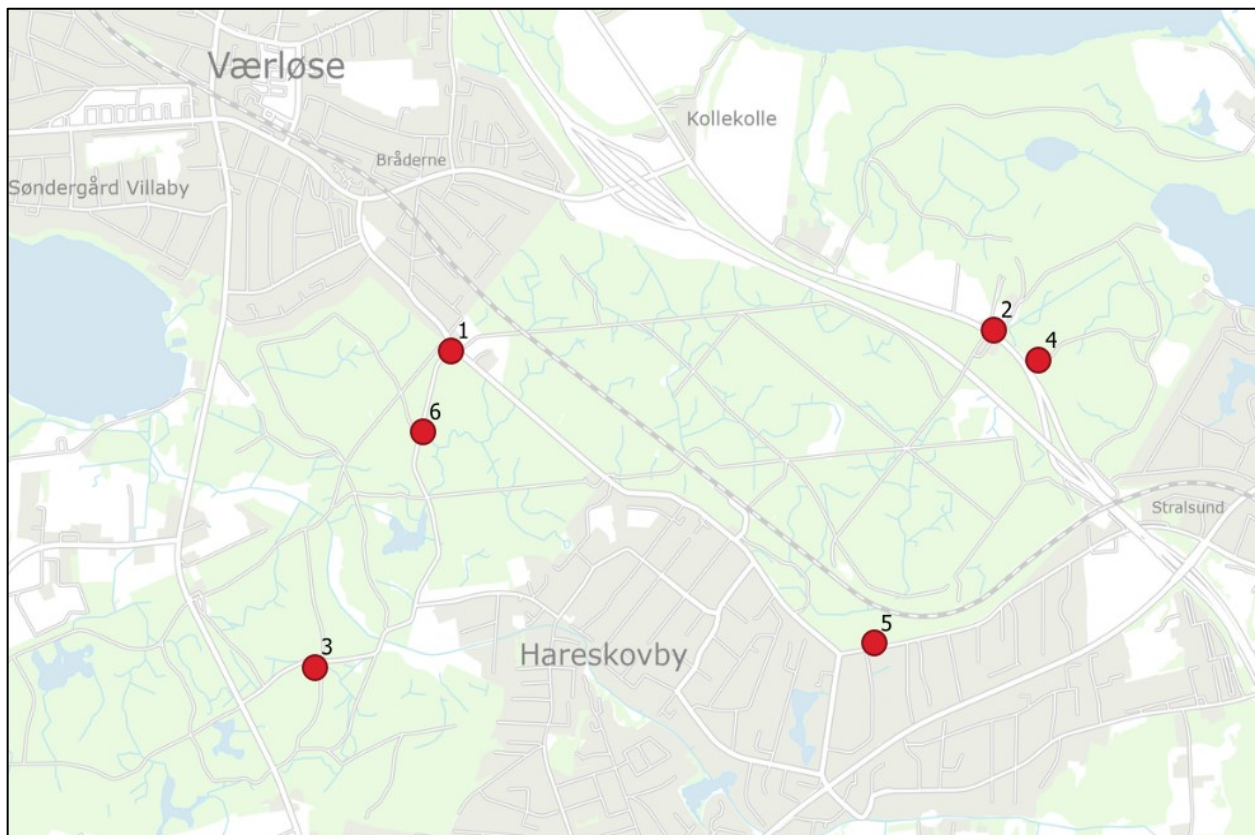 Værløse
Kollekolle
Bråderne
Søndergård Villaby
2
1
4
6
Stralsund
5
Hareskovby
3